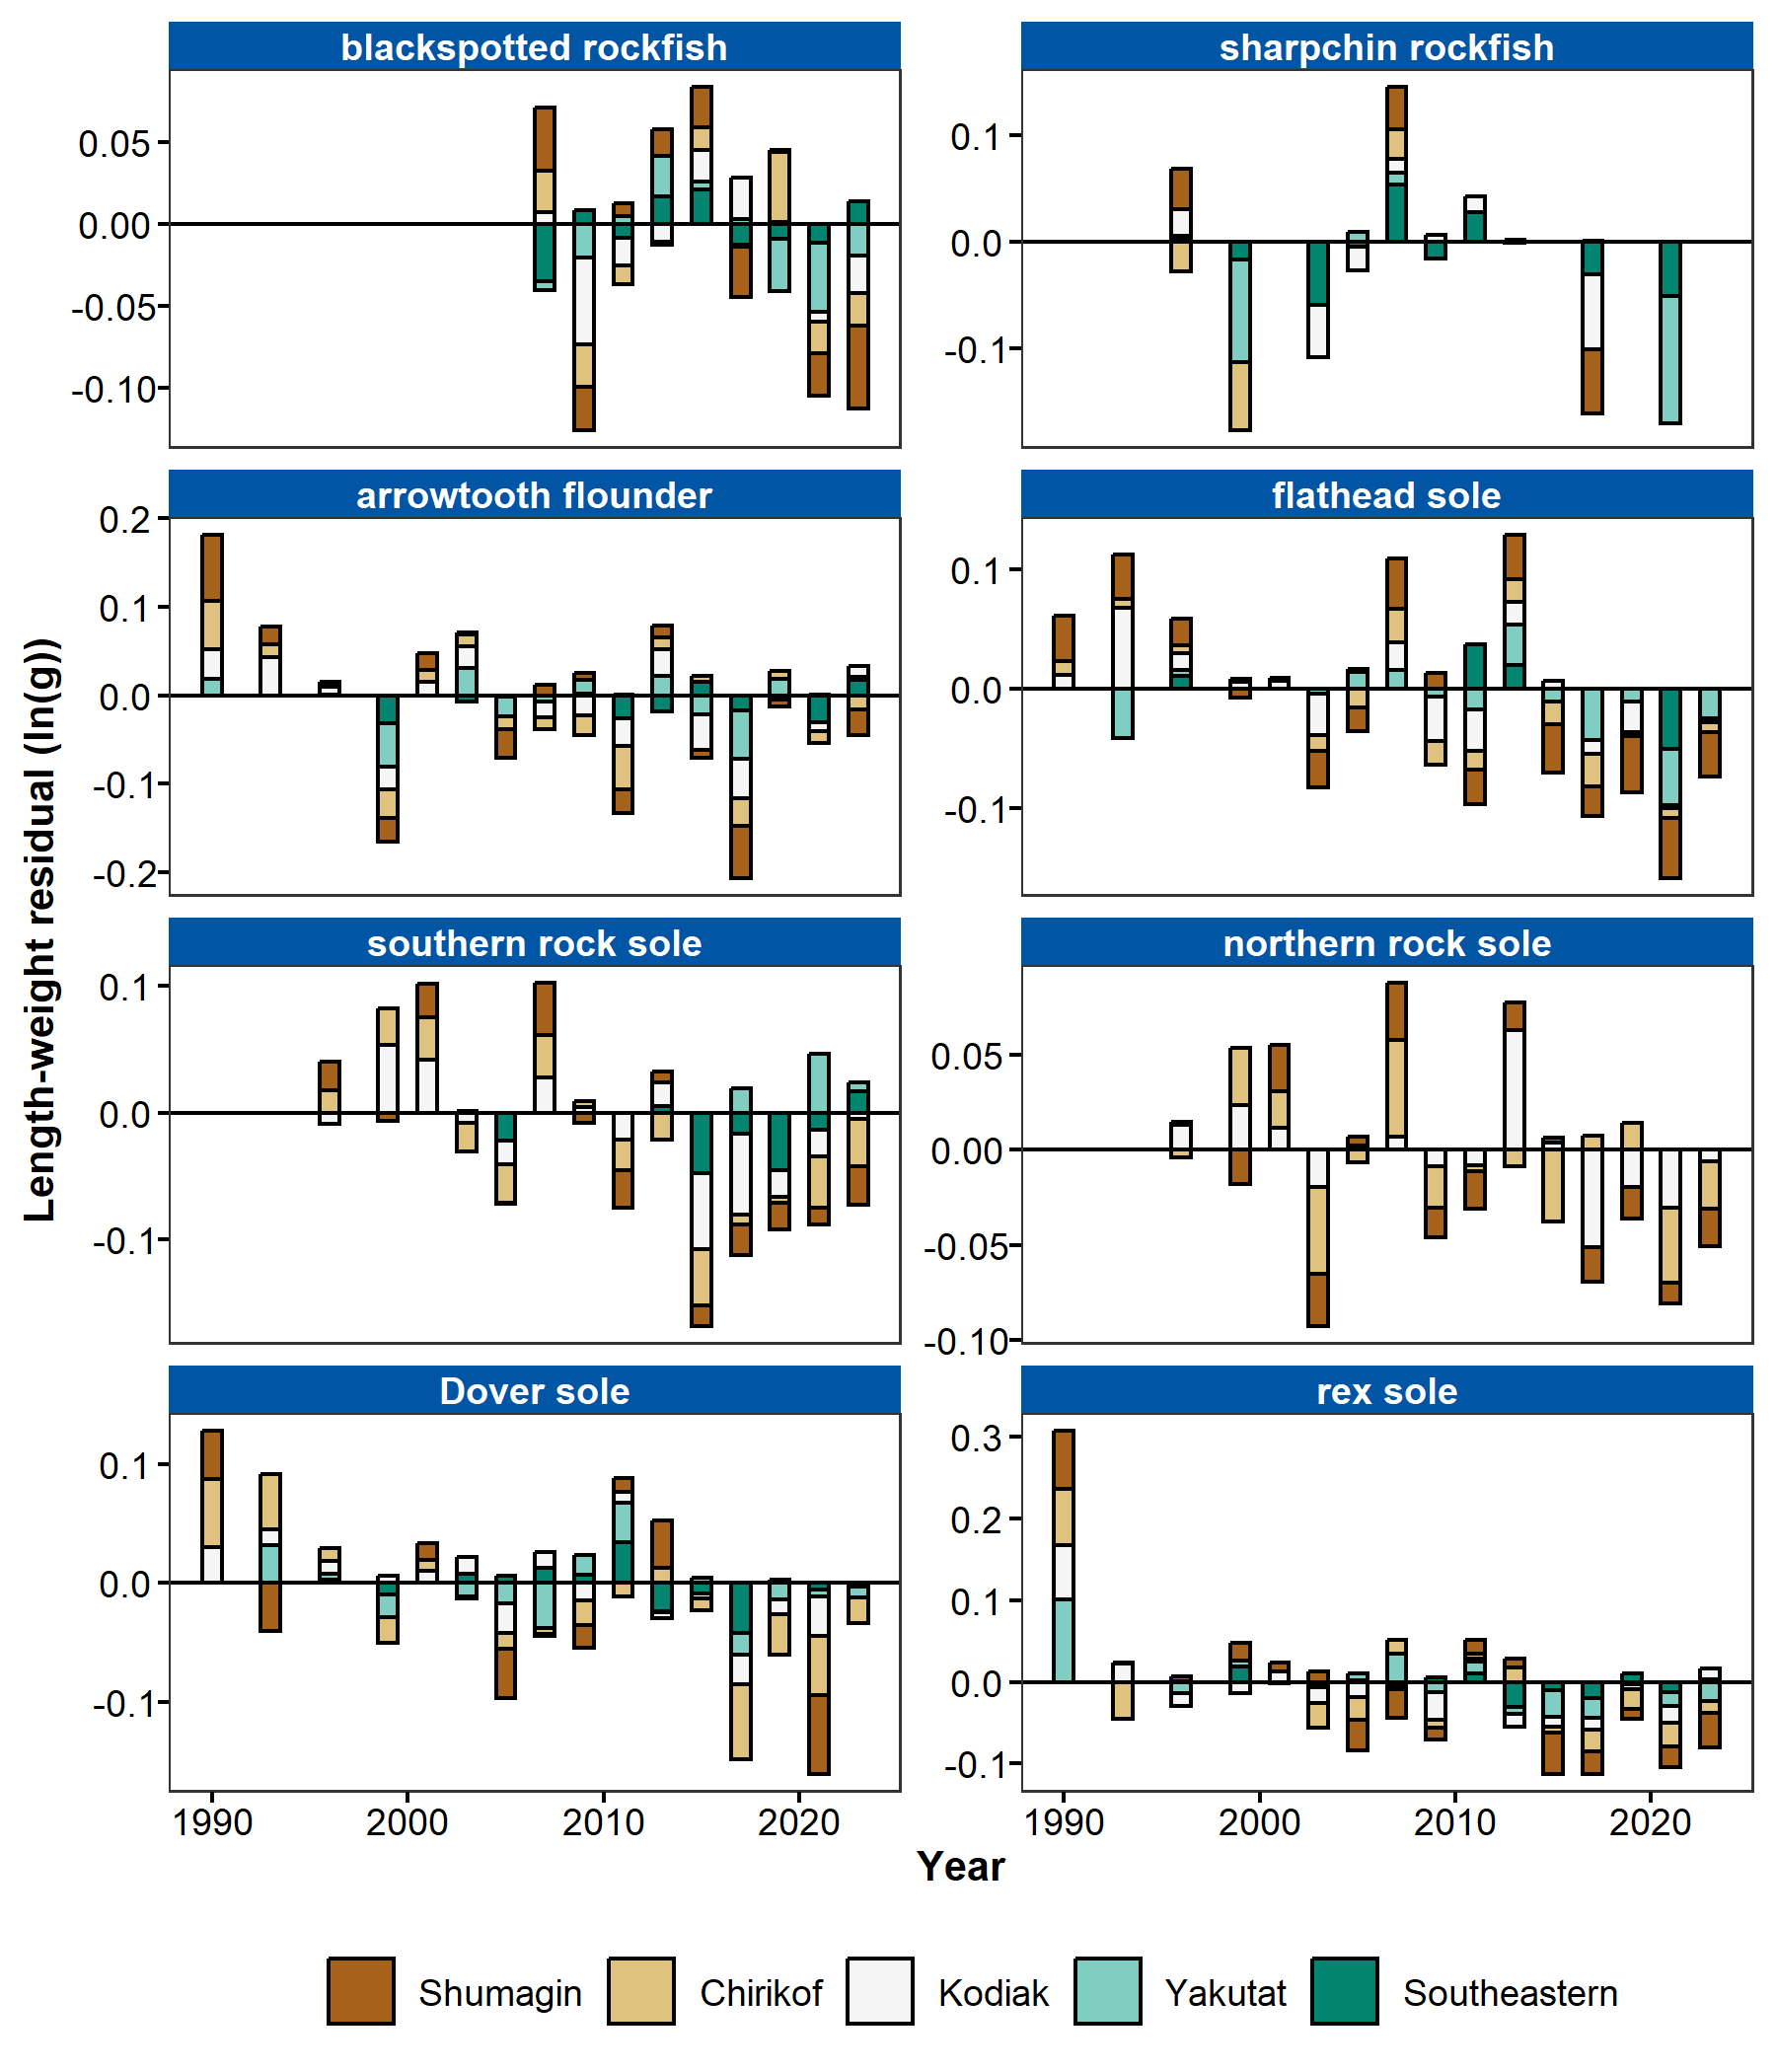 blackspotted rockfish
sharpchin rockfish
0.05
0.00
-0.05
-0.10
0.1
0.0
-0.1
arrowtooth flounder
flathead sole
0.2
0.1
0.0
-0.1
-0.2
0.1
0.0
-0.1
Length-weight residual (ln(g))
southern rock sole
northern rock sole
0.1
0.0
-0.1
0.05
0.00
-0.05
-0.10
Dover sole
rex sole
0.1
0.0
-0.1
0.3
0.2
0.1
0.0
-0.1
1990 2000 2010 2020
1990 2000 2010 2020
Year
Shumagin Chirikof Kodiak Yakutat Southeastern